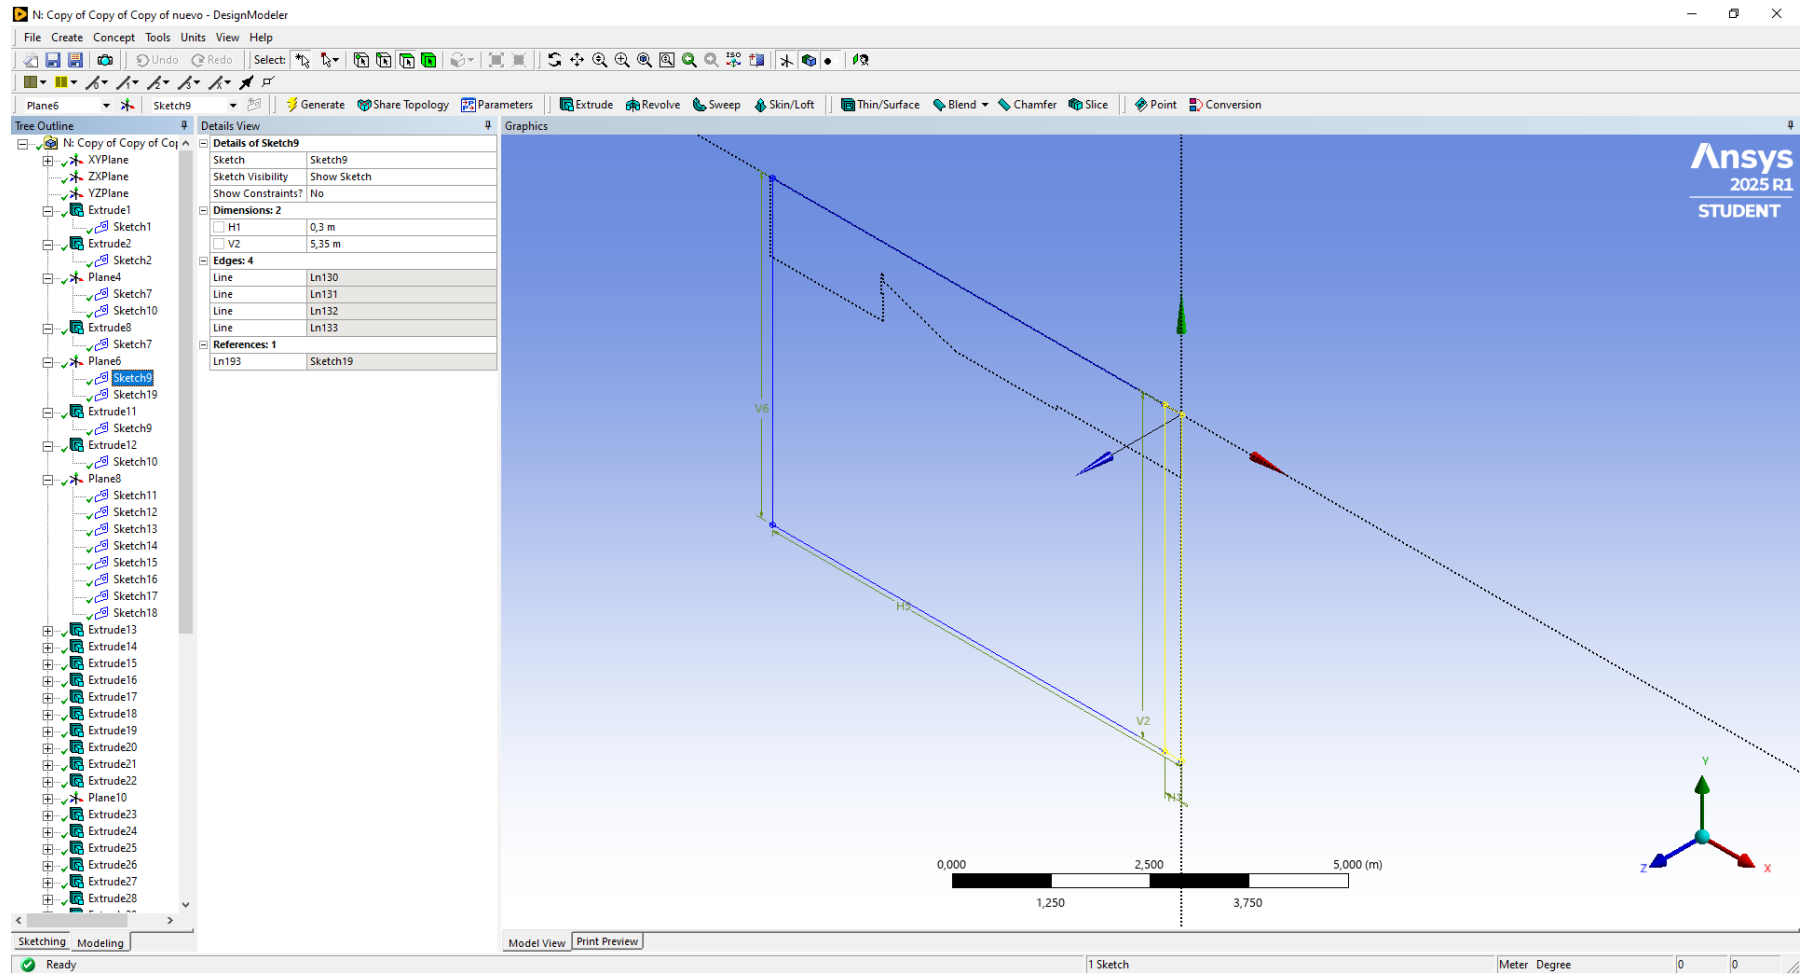 N: Copy of Copy of Copy of nuevo - DesignModeler
File Create Concept Tools Units View Help
Undo Redo Select: ISO
Plane6 Sketch9 Generate Share Topology Parameters Extrude Revolve Sweep Skin/Loft Thin/Surface Blend Chamfer Slice Point Conversion
Tree Outline
N: Copy of Copy of Cop
XYPlane
ZXPlane
YZPlane
Extrude1
Sketch1
Extrude2
Sketch2
Plane4
Sketch7
Sketch10
Extrude8
Sketch7
Plane6
Sketch9
Sketch19
Extrude11
Sketch9
Extrude12
Sketch10
Plane8
Sketch11
Sketch12
Sketch13
Sketch14
Sketch15
Sketch16
Sketch17
Sketch18
Extrude13
Extrude14
Extrude15
Extrude16
Extrude17
Extrude18
Extrude19
Extrude20
Extrude21
Extrude22
Plane10
Extrude23
Extrude24
Extrude25
Extrude26
Extrude27
Extrude28
Sketching Modeling
Details View
Details of Sketch9
Sketch Sketch9
Sketch Visibility Show Sketch
Show Constraints? No
Dimensions: 2
H1 0,3 m
V2 5,35 m
Edges: 4
Line Ln130
Line Ln131
Line Ln132
Line Ln133
References: 1
Ln193 Sketch19
Graphics
Ansys
2025 R1
STUDENT
V6
H5
V2
H1
Y
Z
X
0,000 2,500 5,000 (m)
1,250 3,750
Model View Print Preview
Ready 1 Sketch Meter Degree 0 0